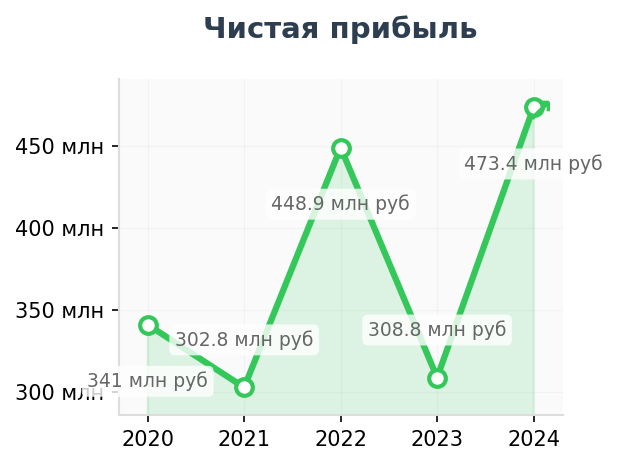 Чистая прибыль
450 млн
473.4 млн руб
448.9 млн руб
400 млн
350 млн
308.8 млн руб
302.8 млн руб
341 млн руб
300 млн
2020 2021 2022 2023 2024